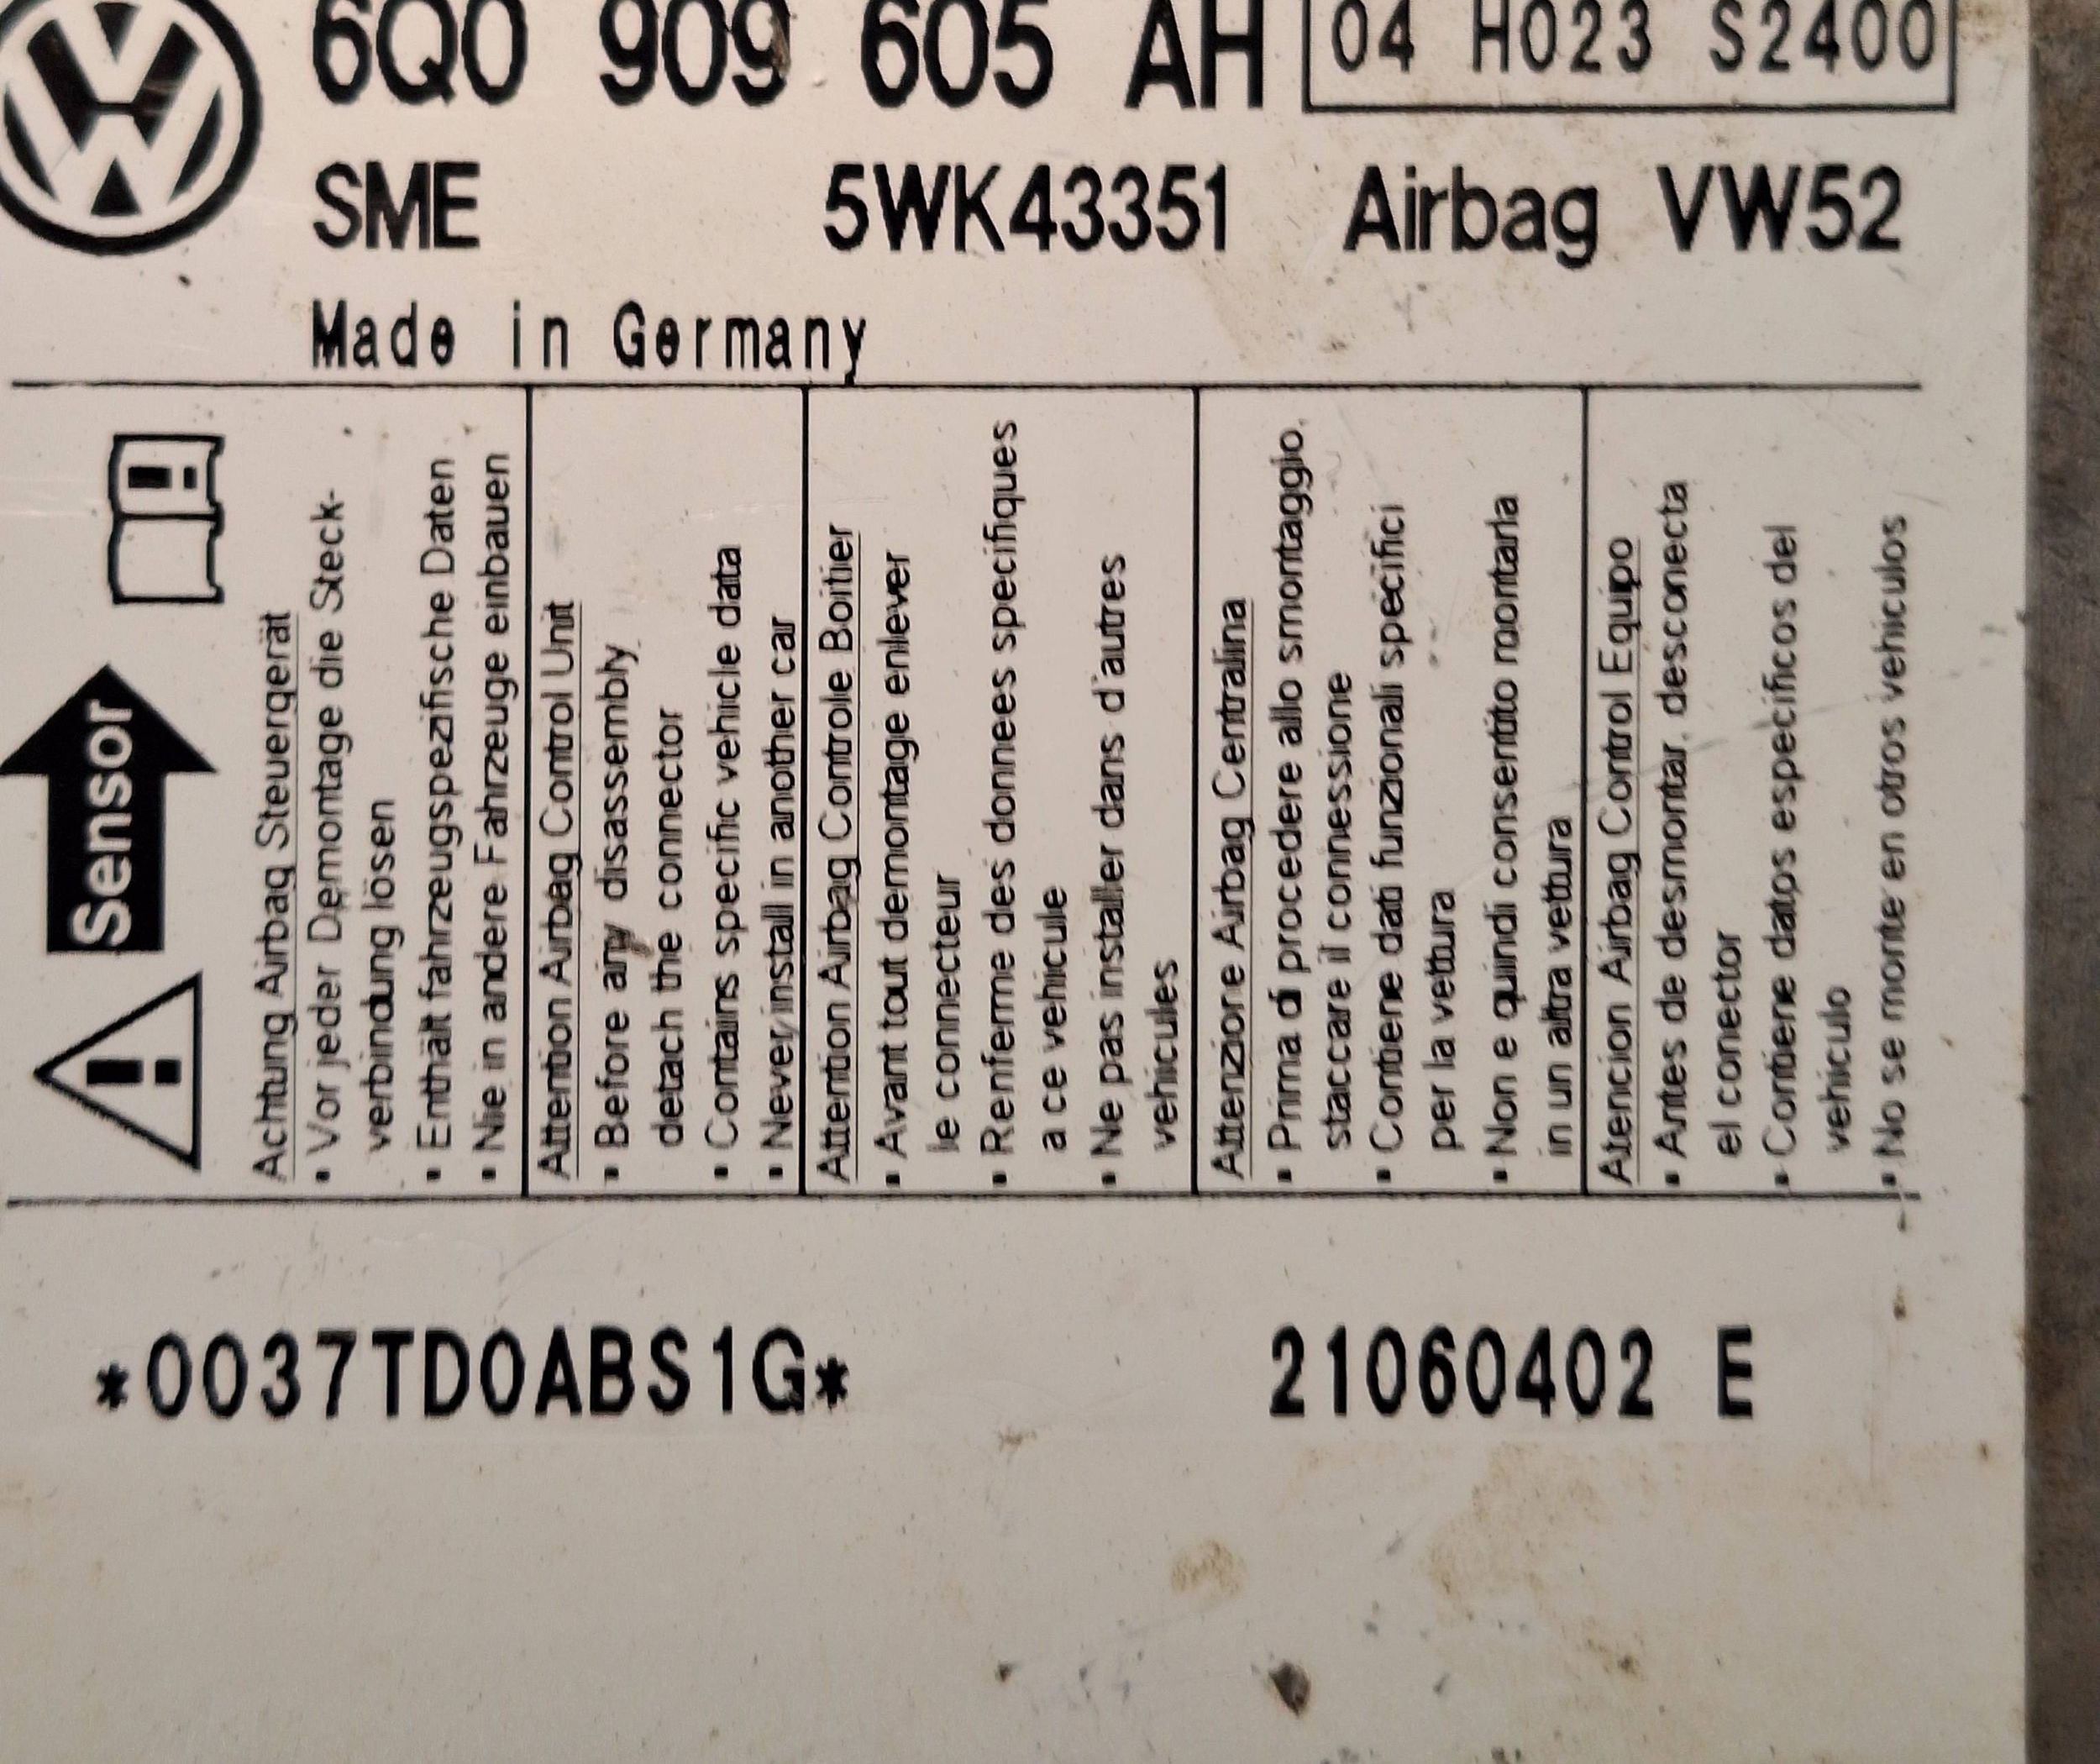 6Q0 909 605 AH
04 H023 S2400
SME 5WK43351 Airbag VW52
Made in Germany
Sensor
Achtung Airbag Steuergerät
• Vor jeder Demontage die Steck-
verbindung lösen
• Enthält fahrzeugspezifische Daten
• Nie in andere Fahrzeuge einbauen
Attention Airbag Control Unit
• Before any disassembly
detach the connector
• Contains specific vehicle data
• Never install in another car
Attention Airbag Controle Boitier
• Avant tout demontage enlever
le connecteur
• Renferme des donnees specifiques
a ce vehicule
• Ne pas installer dans d'autres
vehicules
Attenzione Airbag Centralina
• Prima di procedere allo smontaggio,
staccare il connessione
• Contiene dati funzionali specifici
per la vettura
• Non e quindi consentito montarla
in un altra vettura
Atencion Airbag Control Equipo
• Antes de desmontar, desconecta
el conector
• Contiene datos especificos del
vehiculo
• No se monte en otros vehiculos
*0037TD0ABS1G* 21060402 E